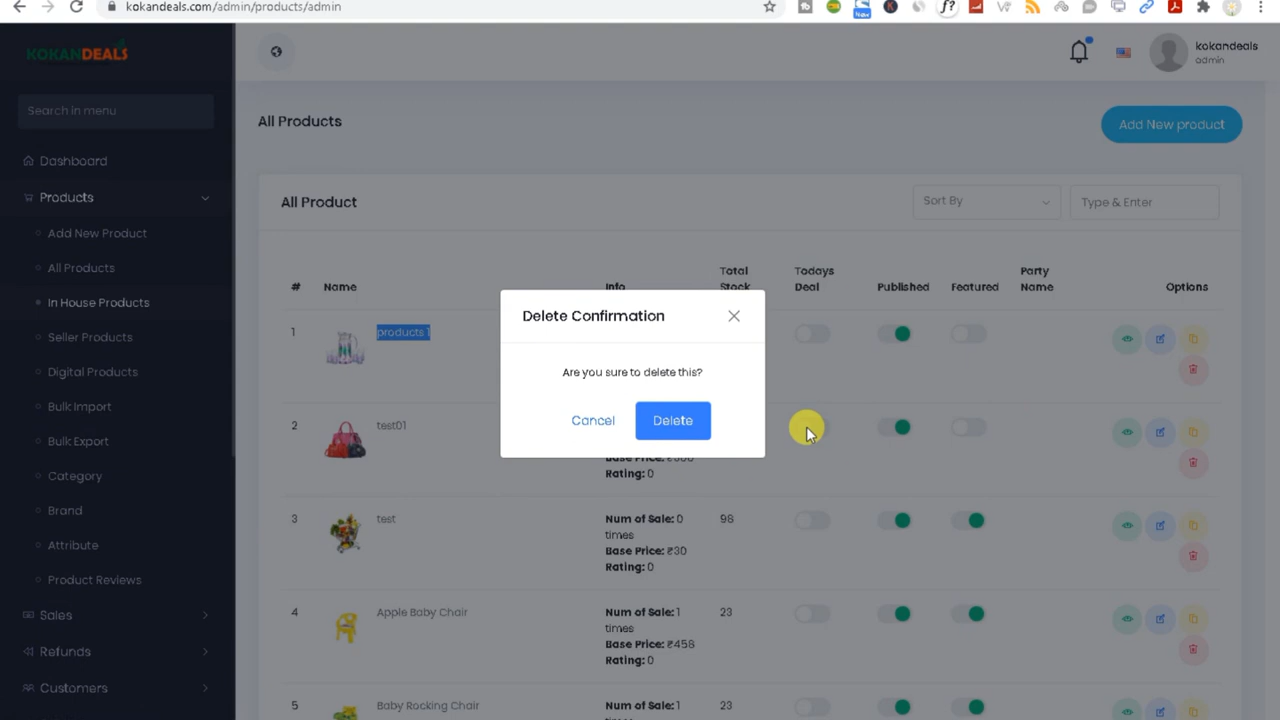 kokandeals.com/admin/products/admin
KOKANDEALS
kokandeals
admin
Search in menu
All Products
Add New product
Dashboard
Products
All Product
Sort By
Type & Enter
Add New Product
All Products
In House Products
Seller Products
Digital Products
Bulk Import
Bulk Export
Category
Brand
Attribute
Product Reviews
Sales
Refunds
Customers
# Name Info Total Stock Todays Deal Published Featured Party Name Options
1 products 1
Delete Confirmation
Are you sure to delete this?
Cancel Delete
2 test01
Rating: 0
3 test Num of Sale: 0 98
times
Base Price: ₹30
Rating: 0
4 Apple Baby Chair Num of Sale: 1 23
times
Base Price: ₹458
Rating: 0
5 Baby Rocking Chair Num of Sale: 1 23